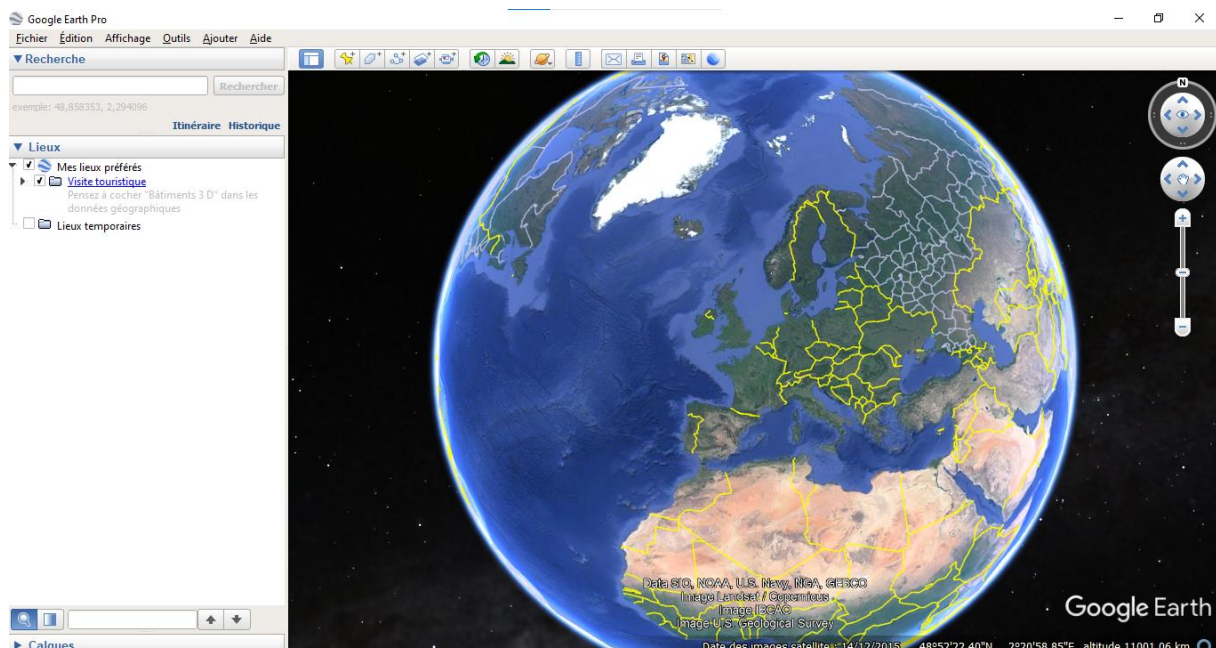 Google Earth Pro
Fichier Édition Affichage Outils Ajouter Aide
Recherche
Rechercher
exemple: 48,858353, 2,294096
Itinéraire Historique
Lieux
Mes lieux préférés
Visite touristique
Pensez à cocher "Bâtiments 3 D" dans les
données géographiques
Lieux temporaires
Calques
N
Data SIO, NOAA, U.S. Navy, NGA, GEBCO
Image Landsat / Copernicus
Image IBCAO
Image U.S. Geological Survey
Google Earth
Date des images satellite : 14/12/2015 48°52'22.40"N 2°20'58.85"E altitude 11001.06 km